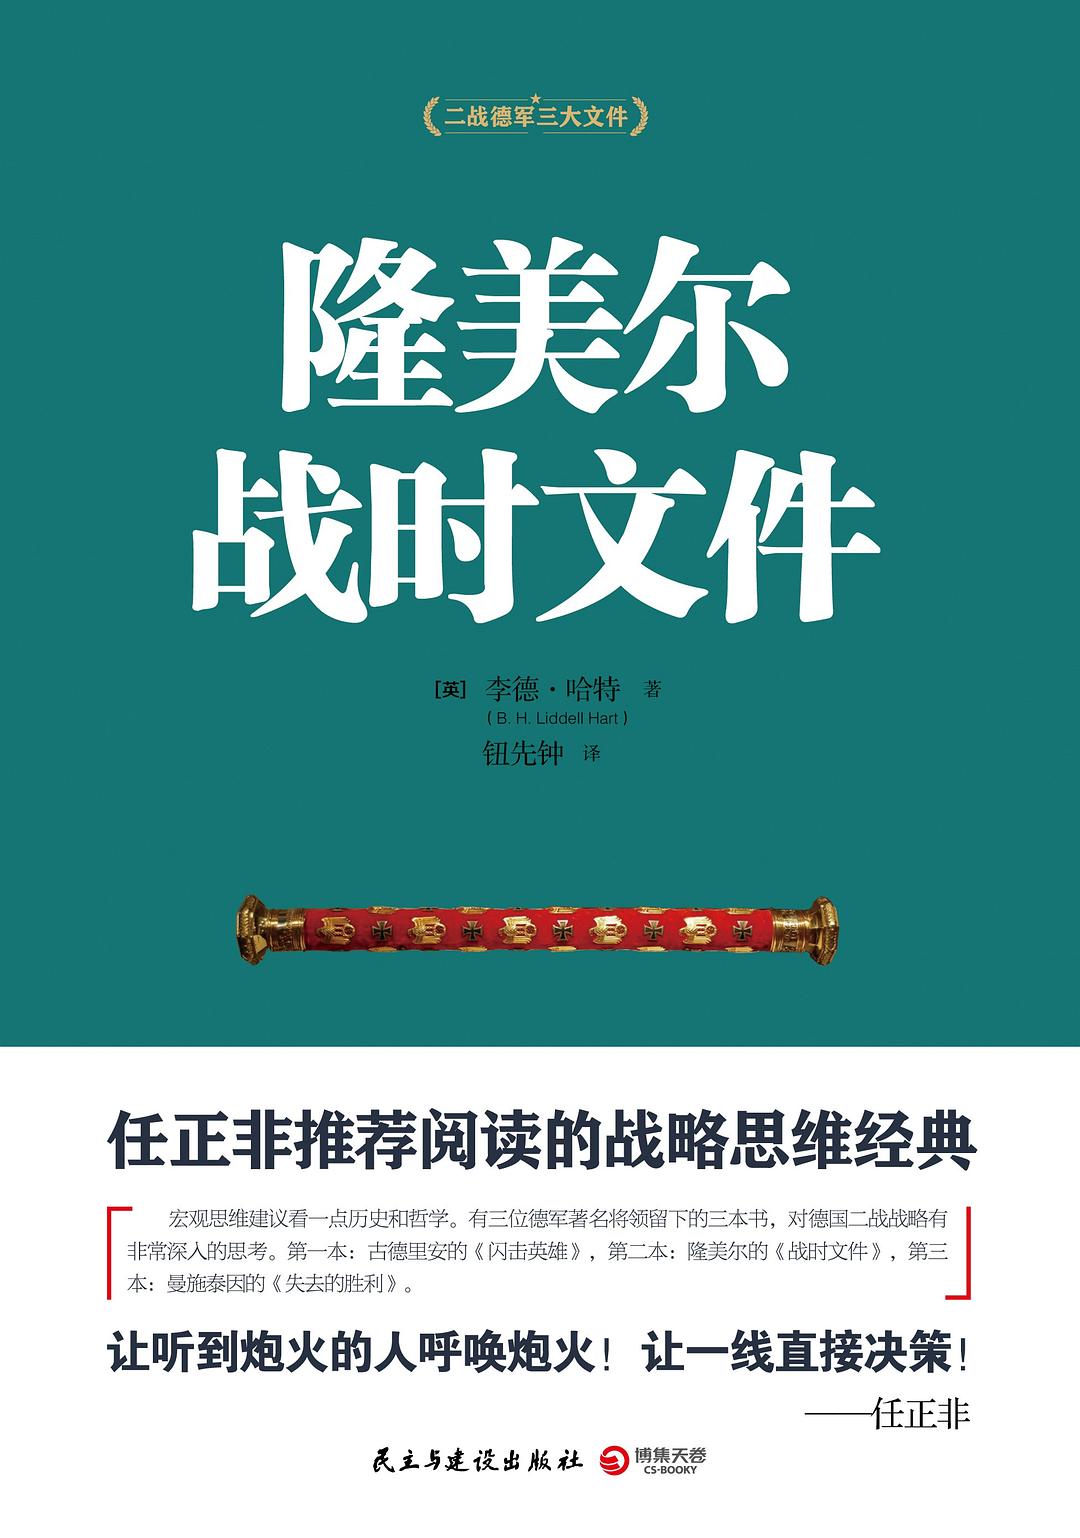 二战德军三大文件
隆美尔
战时文件
[英] 李德·哈特 著
( B. H. Liddell Hart )
钮先钟 译
任正非推荐阅读的战略思维经典
宏观思维建议看一点历史和哲学。有三位德军著名将领留下的三本书，对德国二战战略有
非常深入的思考。第一本：古德里安的《闪击英雄》，第二本：隆美尔的《战时文件》，第三
本：曼施泰因的《失去的胜利》。
让听到炮火的人呼唤炮火！让一线直接决策！
——任正非
民主与建设出版社 博集天卷
CS-BOOKY